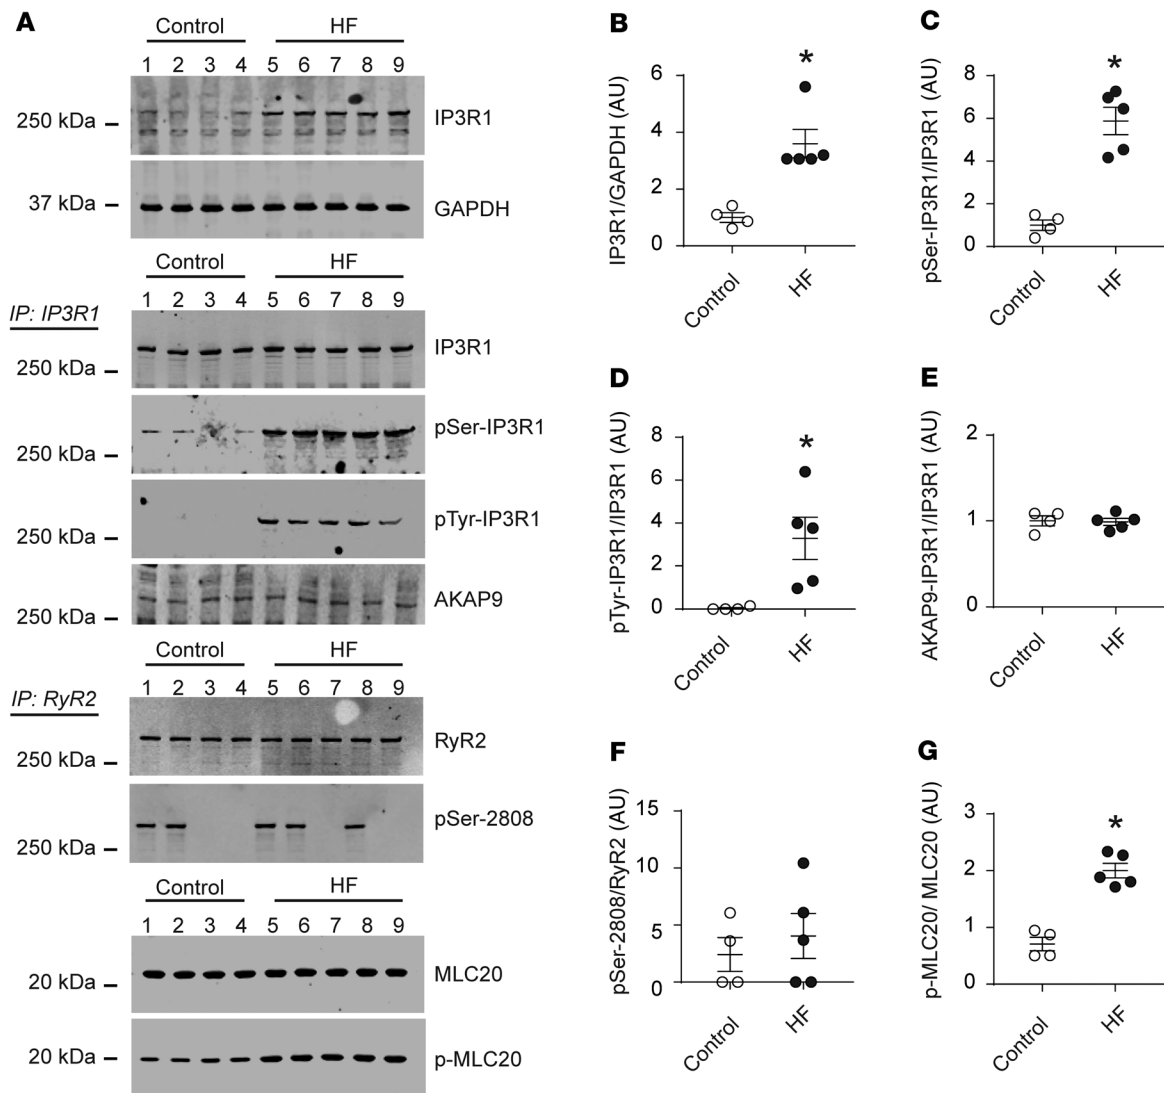 A
Control HF
1 2 3 4 5 6 7 8 9
250 kDa
IP3R1
37 kDa
GAPDH
Control HF
1 2 3 4 5 6 7 8 9
IP: IP3R1
IP3R1
250 kDa
pSer-IP3R1
250 kDa
pTyr-IP3R1
250 kDa
AKAP9
250 kDa
Control HF
1 2 3 4 5 6 7 8 9
IP: RyR2
RyR2
250 kDa
pSer-2808
250 kDa
Control HF
1 2 3 4 5 6 7 8 9
MLC20
20 kDa
p-MLC20
20 kDa
B
IP3R1/GAPDH (AU)
6
4
2
0
*
Control
HF
C
pSer-IP3R1/IP3R1 (AU)
8
6
4
2
0
*
Control
HF
D
pTyr-IP3R1/IP3R1 (AU)
8
6
4
2
0
*
Control
HF
E
AKAP9-IP3R1/IP3R1 (AU)
2
1
0
Control
HF
F
pSer-2808/RyR2 (AU)
15
10
5
0
Control
HF
G
p-MLC20/ MLC20 (AU)
3
2
1
0
*
Control
HF